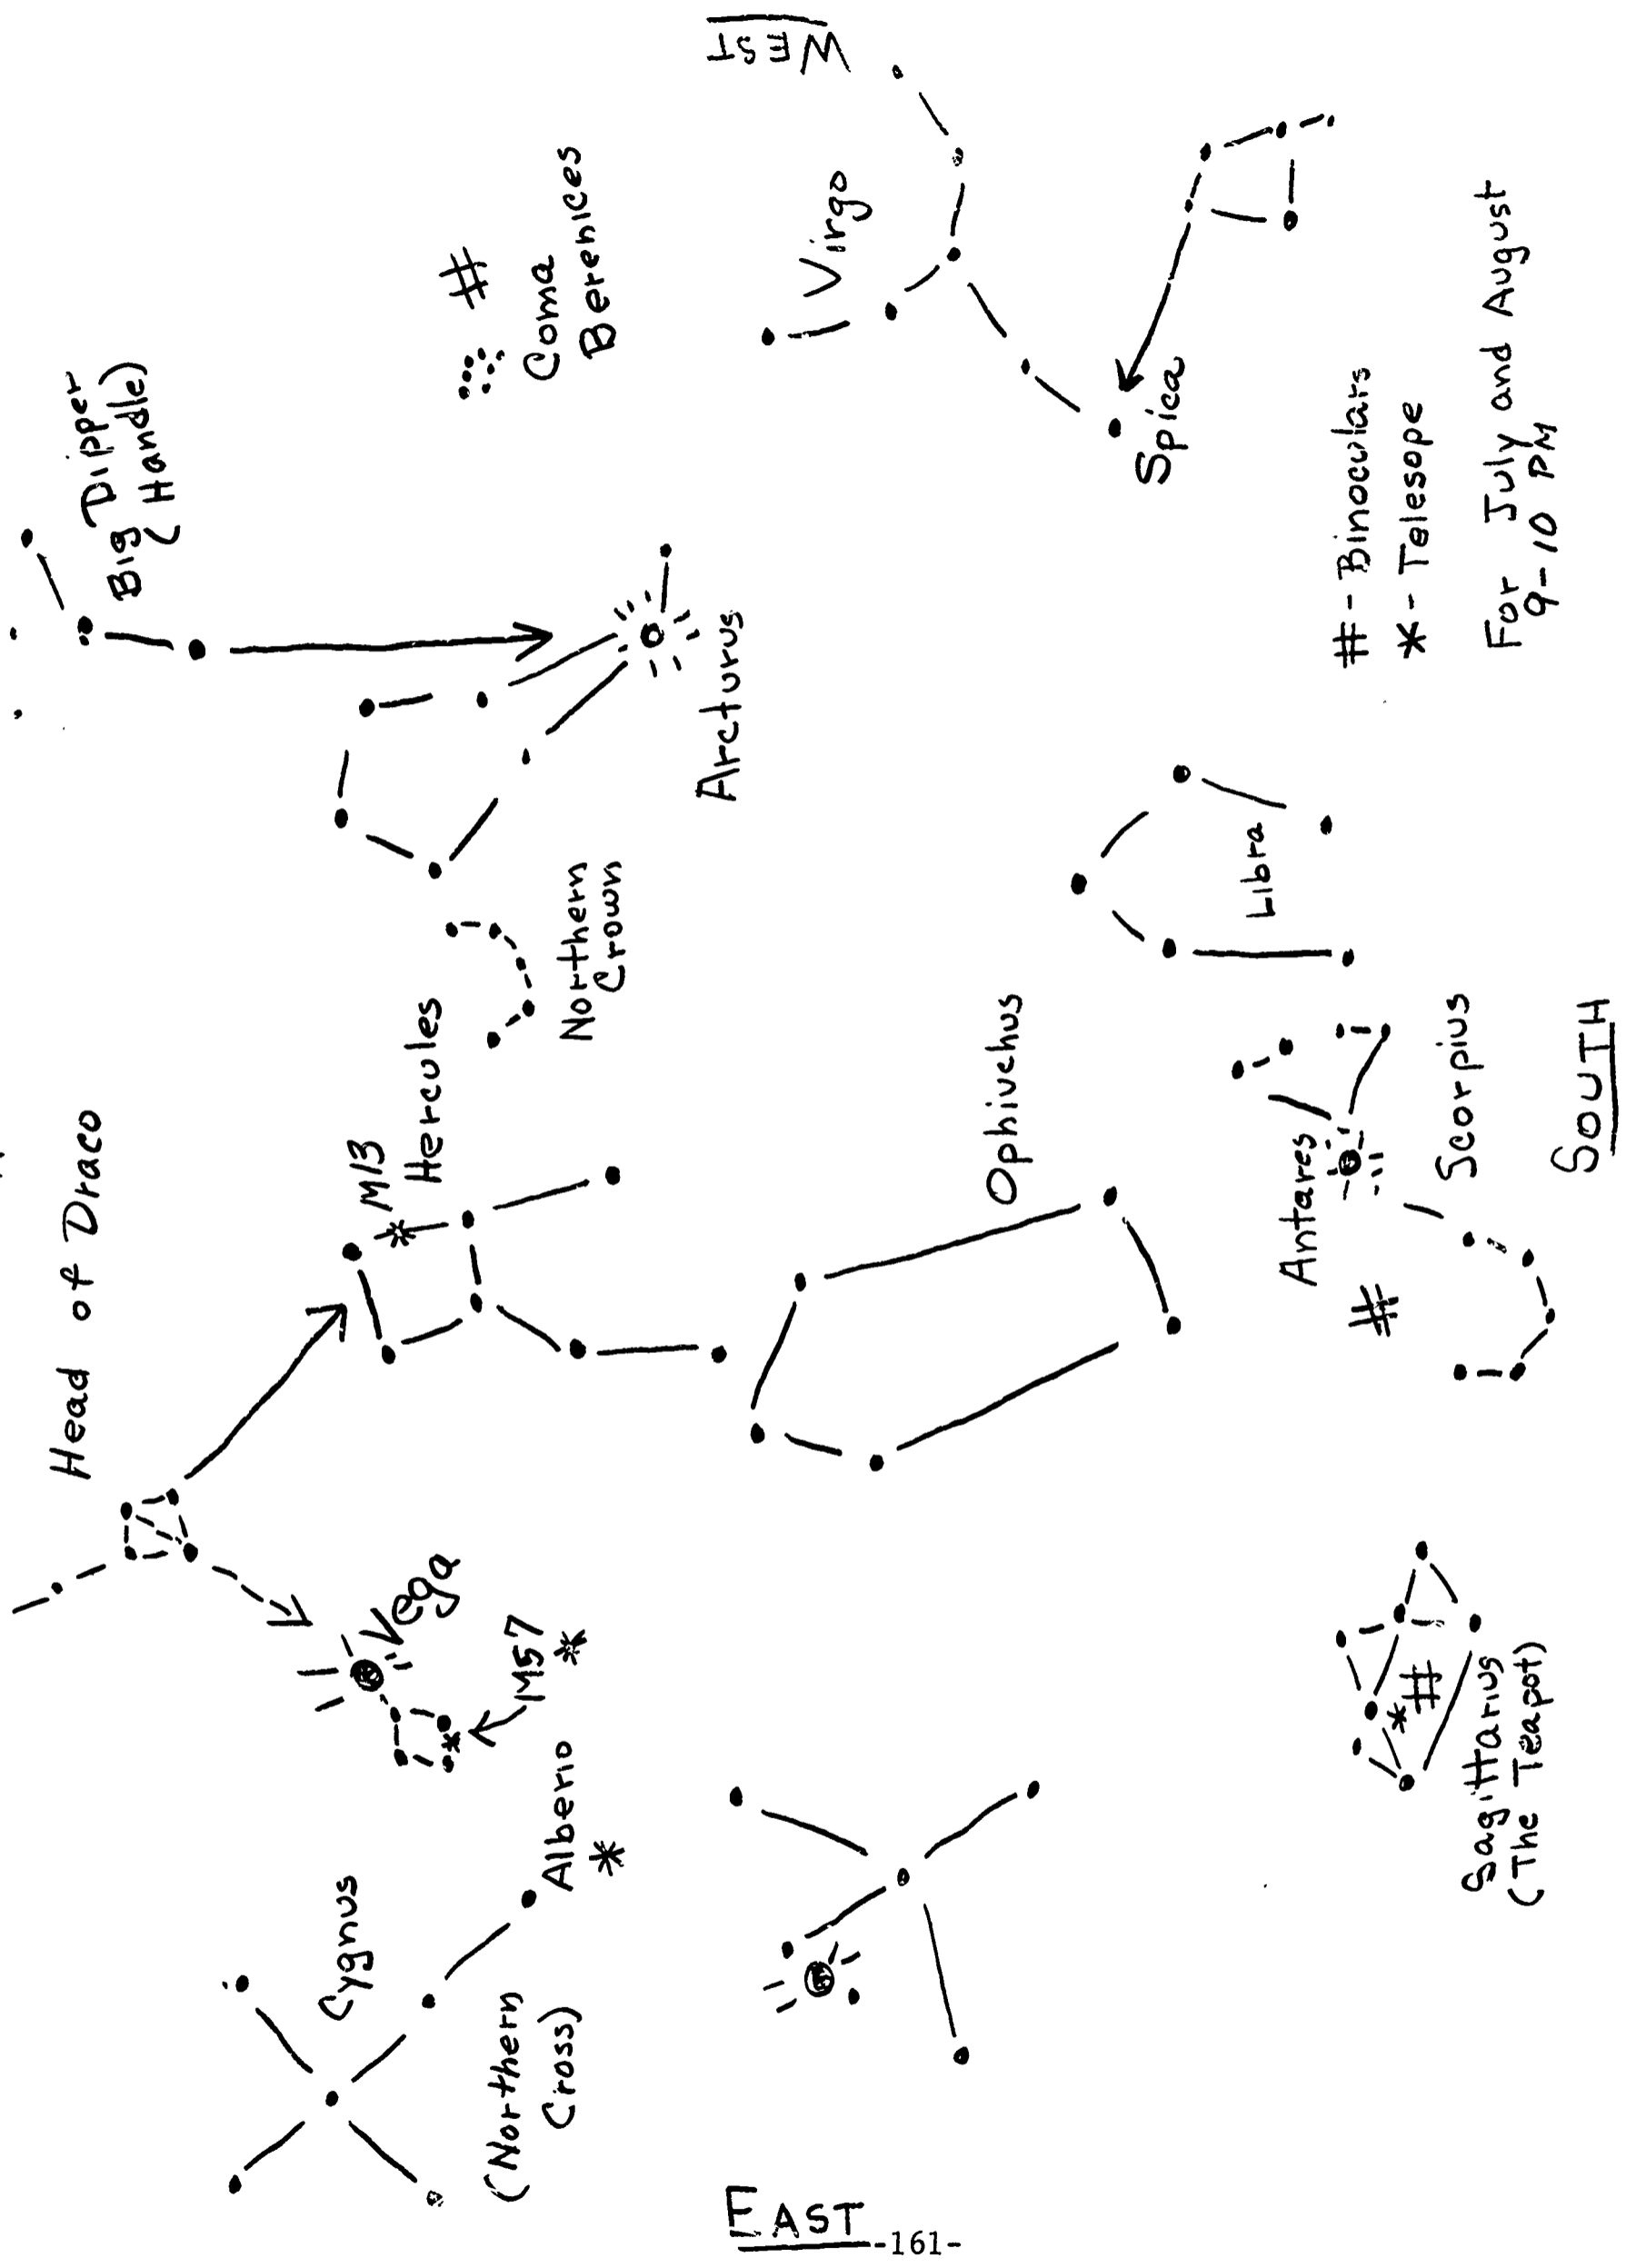 Head of Draco
Big Dipper
(Handle)
WEST
M13
Hercules
Northern
Crown
Arcturus
#
Coma
Berenices
Virgo
Spica
Vega
M57
*
Cygnus
(Northern
Cross)
Alberio
*
Ophiuchus
Libra
Antares
#
Scorpius
SOUTH
*
#
Sagittarius
(The Teapot)
# - Binoculars
* - Telesope
For July and August
9-10 PM
EAST
-161-